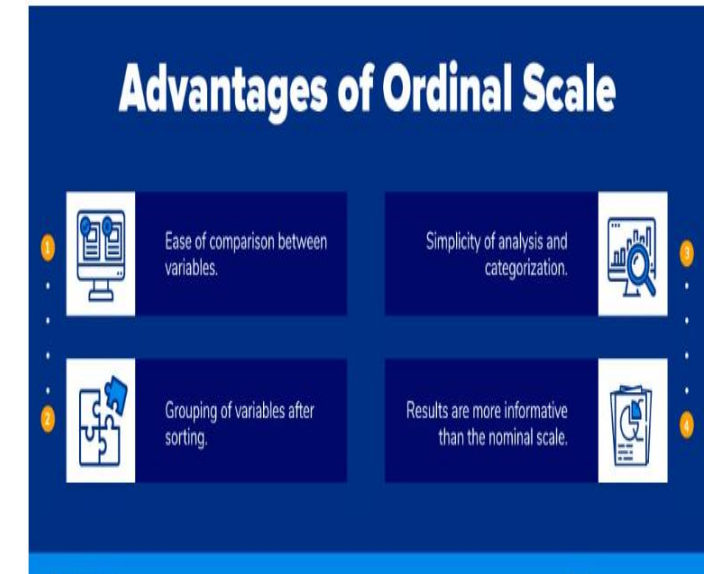 Advantages of Ordinal Scale
1
Ease of comparison between
variables.
2
Grouping of variables after
sorting.
Simplicity of analysis and
categorization.
3
Results are more informative
than the nominal scale.
4